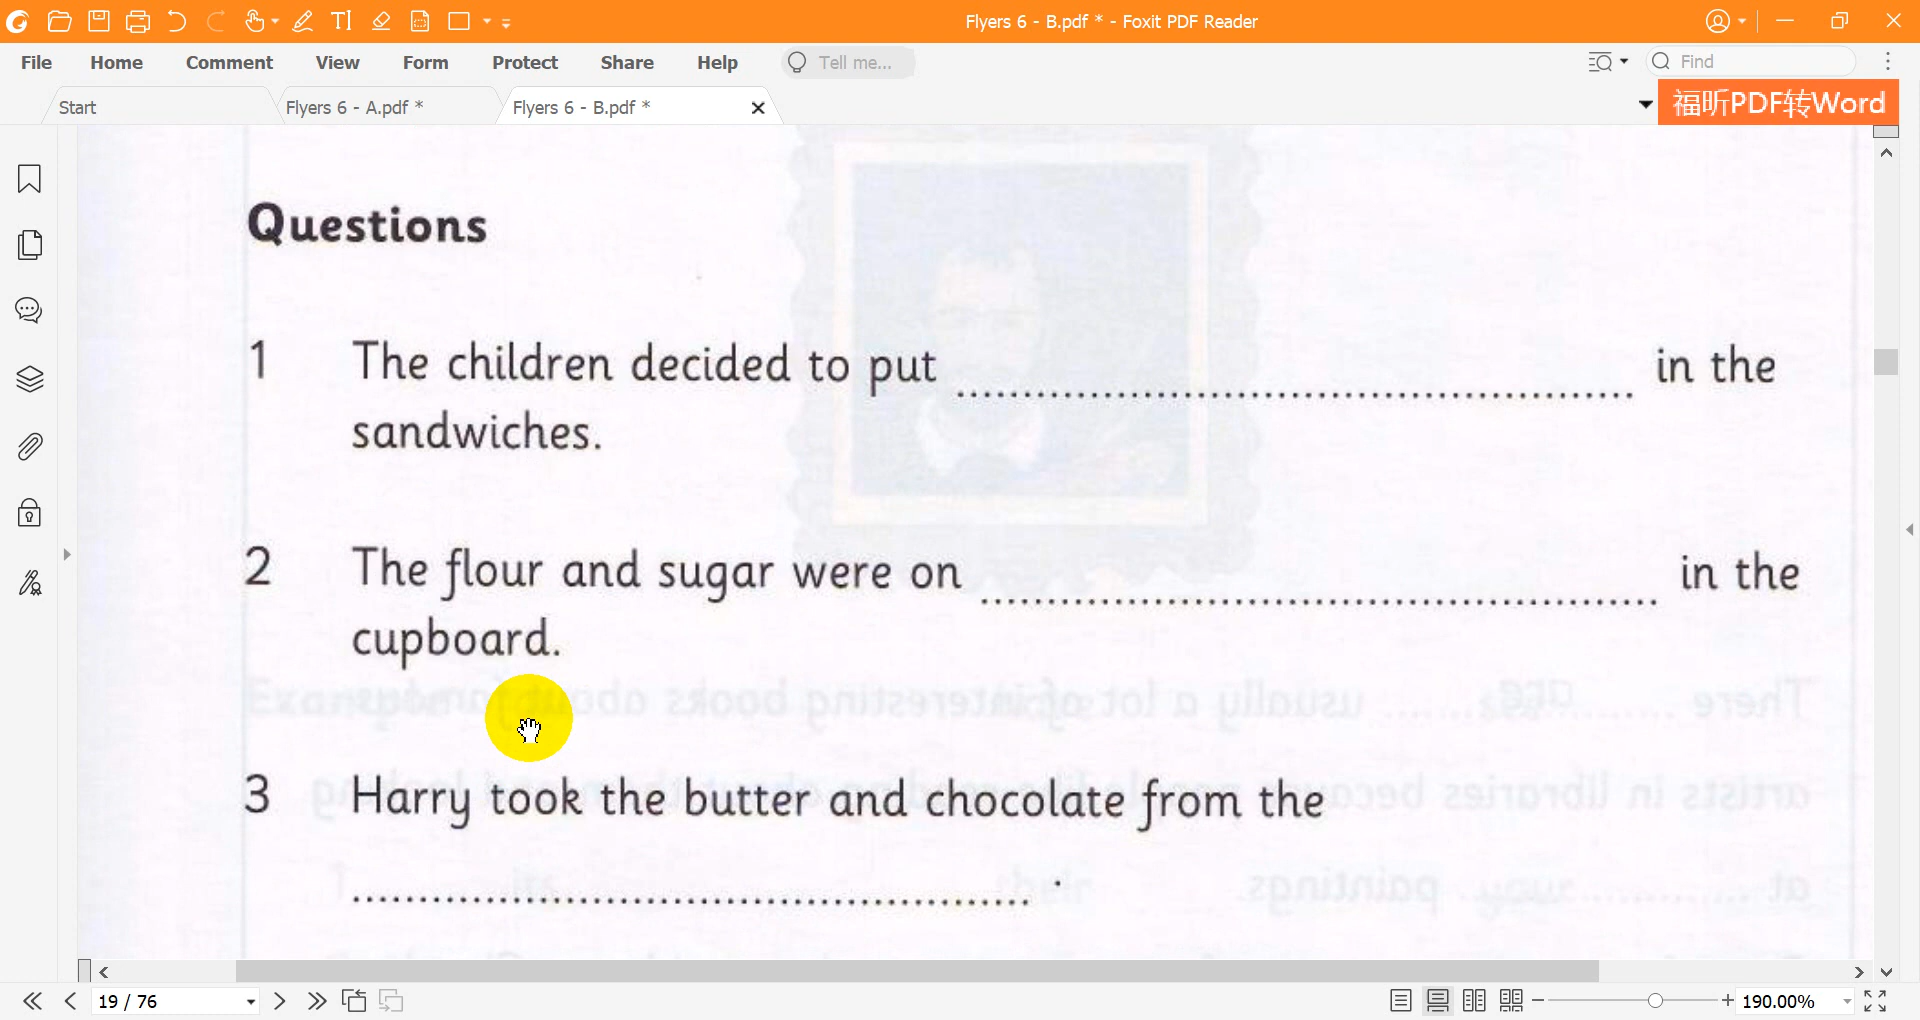 Flyers 6 - B.pdf * - Foxit PDF Reader
File Home Comment View Form Protect Share Help Tell me... Find
Start Flyers 6 - A.pdf * Flyers 6 - B.pdf * 福昕PDF转Word
Questions
1 The children decided to put ........................ in the
sandwiches.
2 The flour and sugar were on ........................ in the
cupboard.
3 Harry took the butter and chocolate from the
........................ .
19 / 76 190.00%